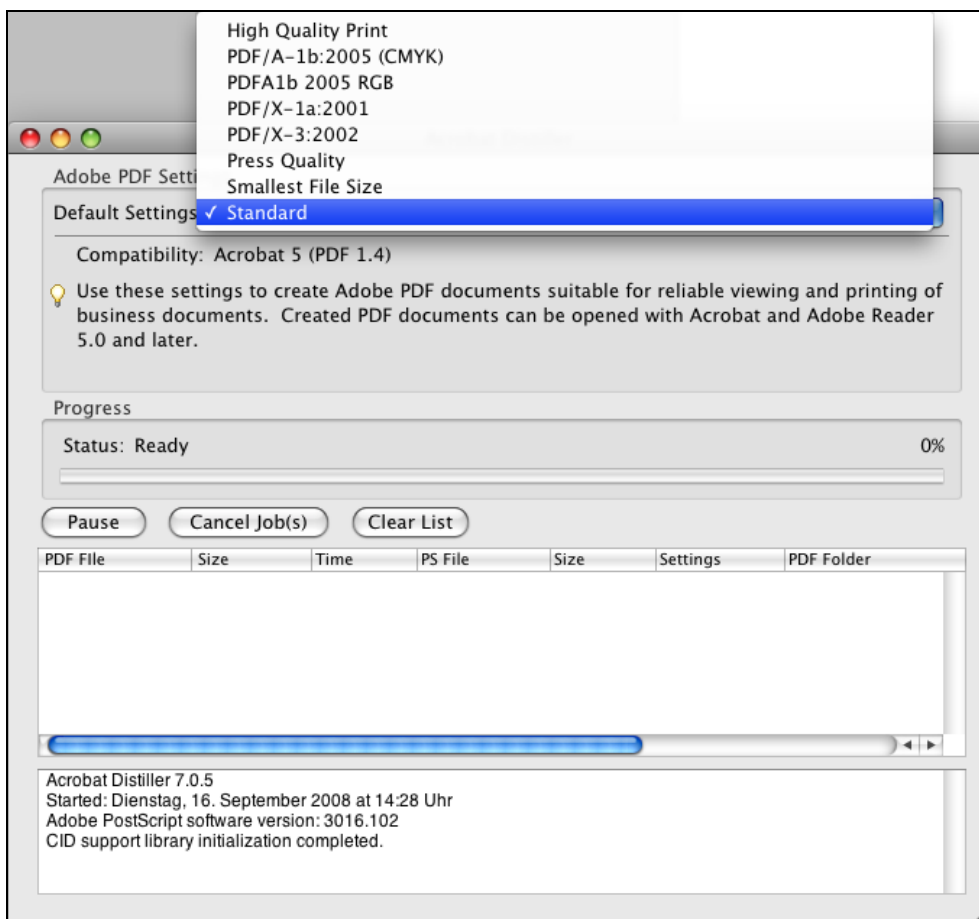 High Quality Print
PDF/A-1b:2005 (CMYK)
PDFA1b 2005 RGB
PDF/X-1a:2001
PDF/X-3:2002
Press Quality
Smallest File Size
✓ Standard
Adobe PDF Setti
Default Settings
Compatibility: Acrobat 5 (PDF 1.4)
Use these settings to create Adobe PDF documents suitable for reliable viewing and printing of
business documents. Created PDF documents can be opened with Acrobat and Adobe Reader
5.0 and later.
Progress
Status: Ready 0%
Pause Cancel Job(s) Clear List
PDF FIle Size Time PS File Size Settings PDF Folder
Acrobat Distiller 7.0.5
Started: Dienstag, 16. September 2008 at 14:28 Uhr
Adobe PostScript software version: 3016.102
CID support library initialization completed.